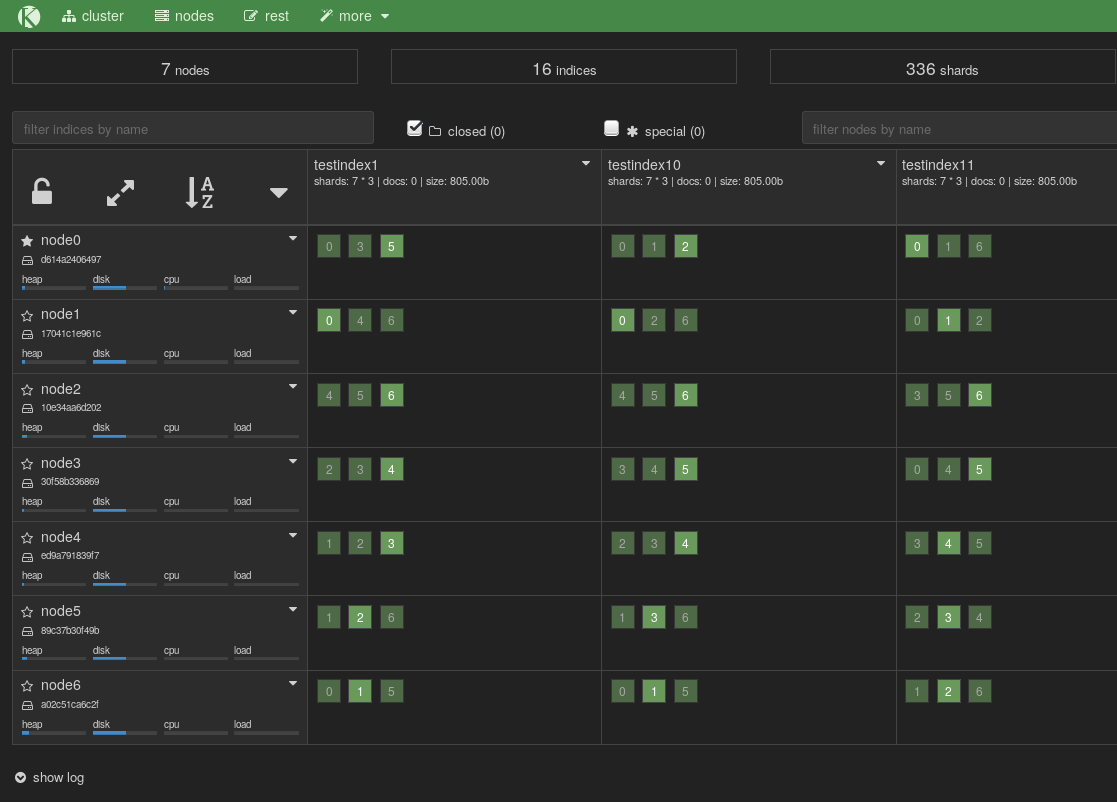 cluster nodes rest more
7 nodes 16 indices 336 shards
filter indices by name closed (0) special (0) filter nodes by name
testindex1 testindex10 testindex11
shards: 7 * 3 | docs: 0 | size: 805.00b shards: 7 * 3 | docs: 0 | size: 805.00b shards: 7 * 3 | docs: 0 | size: 805.00b
A
Z
node0 0 3 5 0 1 2 0 1 6
d614a2406497
heap disk cpu load
node1 0 4 6 0 2 6 0 1 2
17041c1e961c
heap disk cpu load
node2 4 5 6 4 5 6 3 5 6
10e34aa6d202
heap disk cpu load
node3 2 3 4 3 4 5 0 4 5
30f58b336869
heap disk cpu load
node4 1 2 3 2 3 4 3 4 5
ed9a791839f7
heap disk cpu load
node5 1 2 6 1 3 6 2 3 4
89c37b30f49b
heap disk cpu load
node6 0 1 5 0 1 5 1 2 6
a02c51ca6c2f
heap disk cpu load
show log